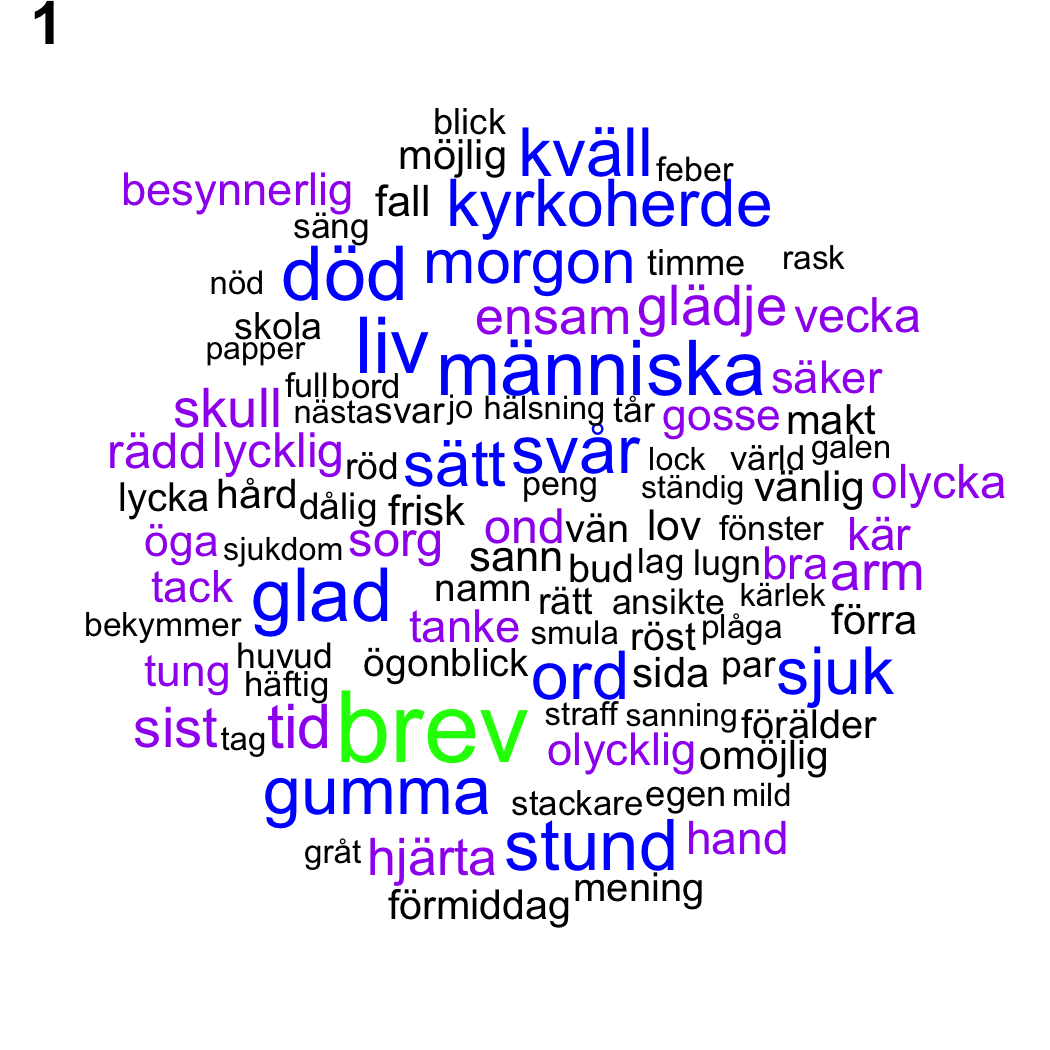 1
blick
möjlig kväll feber
besynnerlig fall kyrkoherde
säng
nöd död morgon timme rask
skola ensam glädje vecka
papper liv människa säker
full bord
skull nästa svar jo hälsning tår gosse makt
rädd lycklig röd sätt svår lock värld galen
lycka hård dålig frisk peng ständig vänlig olycka
öga sjukdom sorg ond vän lov fönster kär
tack glad namn sann bud lag lugn bra arm
bekymmer tanke rätt ansikte kärlek förra
smula röst plåga
tung huvud ögonblick ord sida par sjuk
häftig
sist tag tid brev straff sanning förälder
olycklig omöjlig
gumma stackare egen mild
gråt hjärta stund hand
förmiddag mening